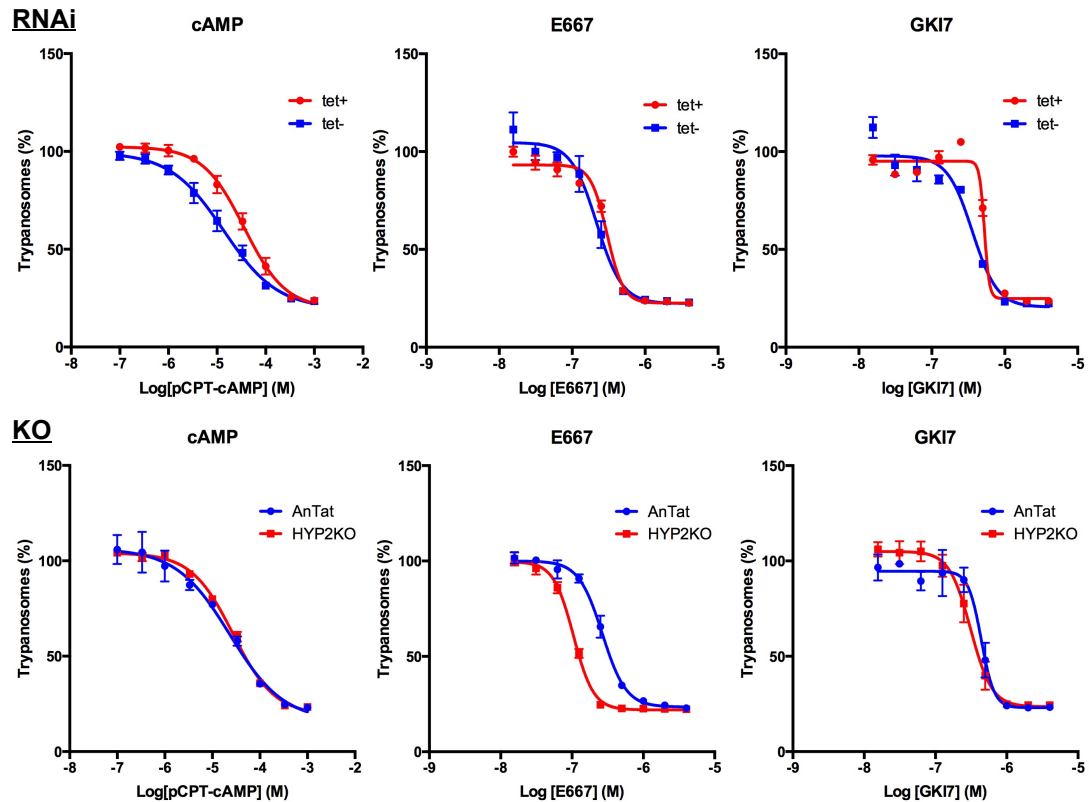 RNAi
cAMP
E667
GKI7
150
100
50
0
Trypanosomes (%)
tet+
tet-
-8
-7
-6
-5
-4
-3
-2
Log[pCPT-cAMP] (M)
150
100
50
0
Trypanosomes (%)
tet+
tet-
-9
-8
-7
-6
-5
Log [E667] (M)
150
100
50
0
Trypanosomes (%)
tet+
tet-
-9
-8
-7
-6
-5
log [GKI7] (M)
KO
cAMP
E667
GKI7
150
100
50
0
Trypanosomes (%)
AnTat
HYP2KO
-8
-7
-6
-5
-4
-3
-2
Log[pCPT-cAMP] (M)
150
100
50
0
Trypanosomes (%)
AnTat
HYP2KO
-9
-8
-7
-6
-5
Log [E667] (M)
150
100
50
0
Trypanosomes (%)
AnTat
HYP2KO
-9
-8
-7
-6
-5
Log [GKI7] (M)